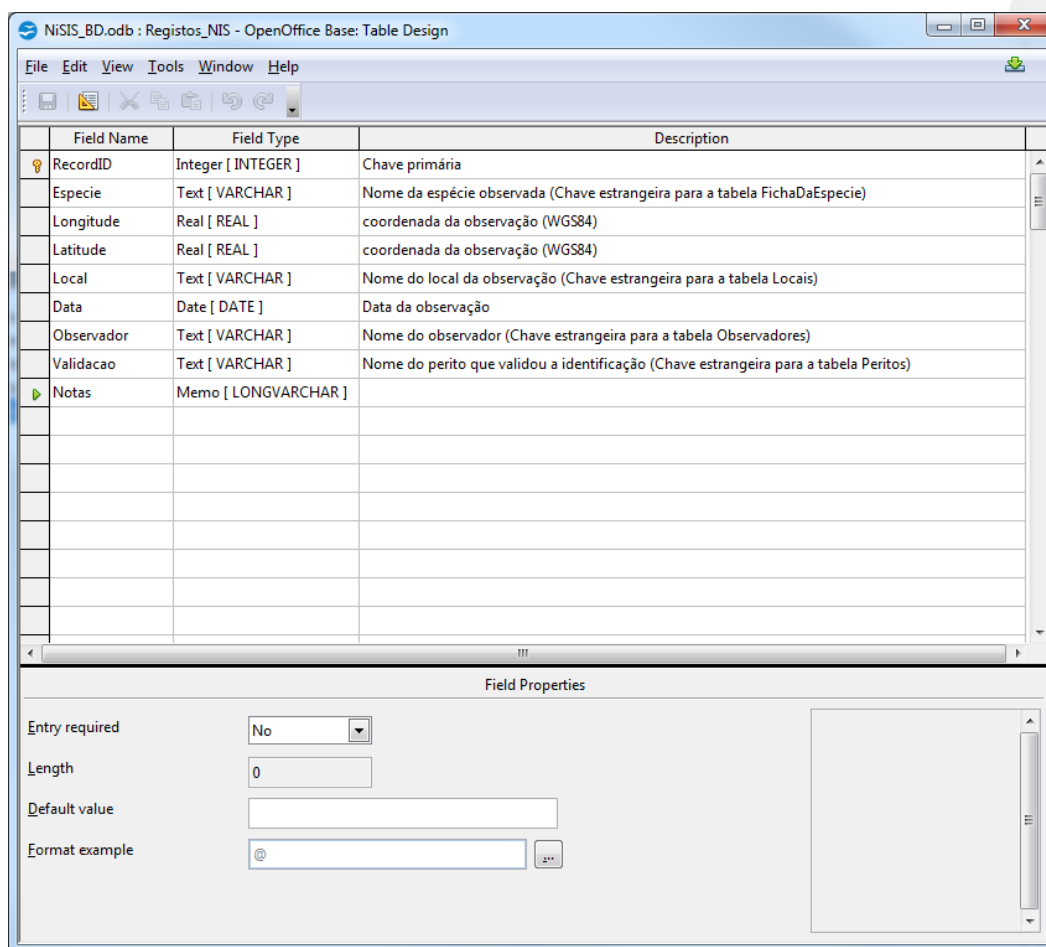 NiSIS_BD.odb : Registos_NIS - OpenOffice Base: Table Design
File Edit View Tools Window Help
Field Name Field Type Description
RecordID Integer [ INTEGER ] Chave primária
Especie Text [ VARCHAR ] Nome da espécie observada (Chave estrangeira para a tabela FichaDaEspecie)
Longitude Real [ REAL ] coordenada da observação (WGS84)
Latitude Real [ REAL ] coordenada da observação (WGS84)
Local Text [ VARCHAR ] Nome do local da observação (Chave estrangeira para a tabela Locais)
Data Date [ DATE ] Data da observação
Observador Text [ VARCHAR ] Nome do observador (Chave estrangeira para a tabela Observadores)
Validacao Text [ VARCHAR ] Nome do perito que validou a identificação (Chave estrangeira para a tabela Peritos)
Notas Memo [ LONGVARCHAR ]
Field Properties
Entry required No
Length 0
Default value
Format example @ ...